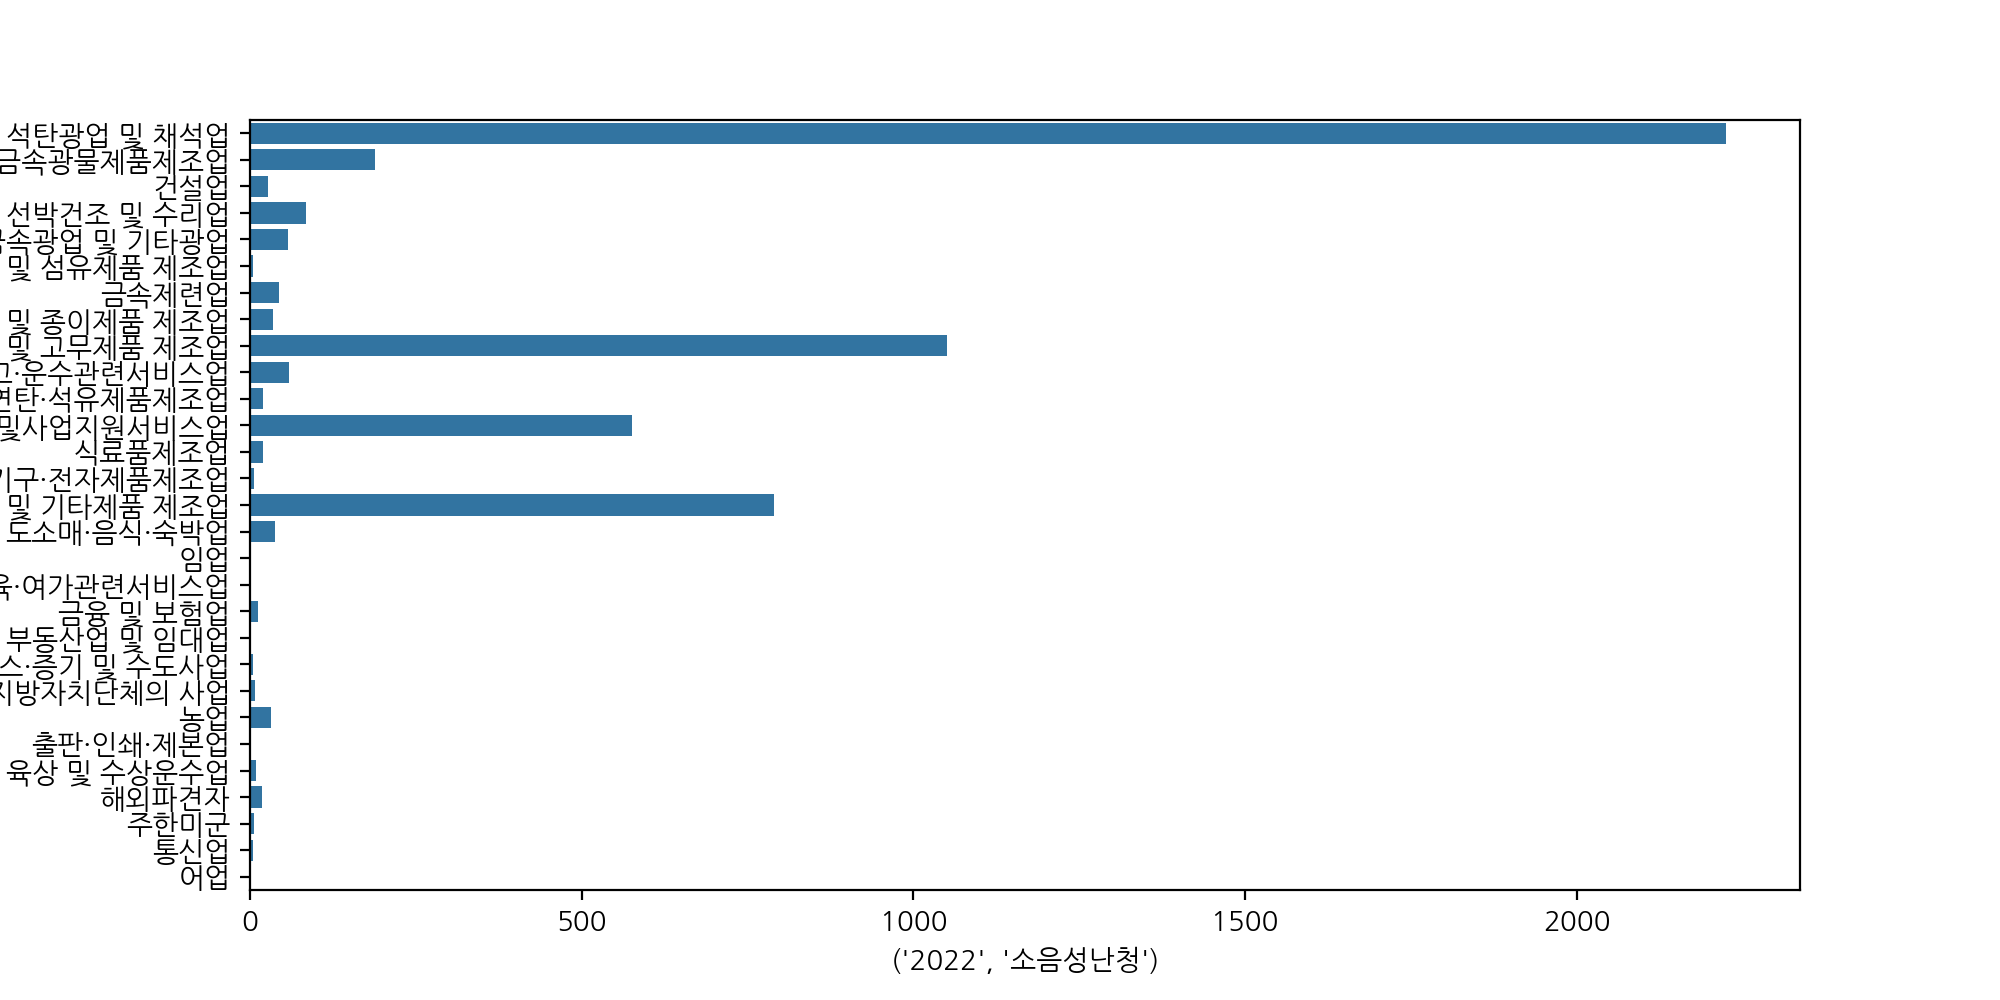 석탄광업 및 채석업
금속광물제품제조업
건설업
선박건조 및 수리업
속광업 및 기타광업
및 섬유제품 제조업
금속제련업
및 종이제품 제조업
및 고무제품 제조업
고·운수관련서비스업
연탄·석유제품제조업
및사업지원서비스업
식료품제조업
기구·전자제품제조업
및 기타제품 제조업
도소매·음식·숙박업
임업
육·여가관련서비스업
금융 및 보험업
부동산업 및 임대업
스·증기 및 수도사업
지방자치단체의 사업
농업
출판·인쇄·제본업
육상 및 수상운수업
해외파견자
주한미군
통신업
어업
0 500 1000 1500 2000
('2022', '소음성난청')